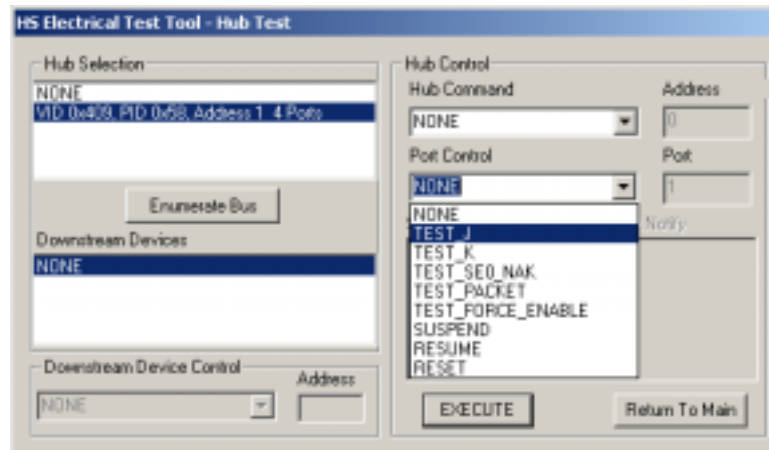 HS Electrical Test Tool - Hub Test
Hub Selection
NONE
VID 0x409, PID 0x58, Address 1 4 Ports
Enumerate Bus
Downstream Devices
NONE
Downstream Device Control
Address
NONE
Hub Control
Hub Command
Address
NONE
0
Port Control
Port
NONE
1
NONE
TEST_J
TEST_K
TEST_SE0_NAK
TEST_PACKET
TEST_FORCE_ENABLE
SUSPEND
RESUME
RESET
Notify
EXECUTE
Return To Main